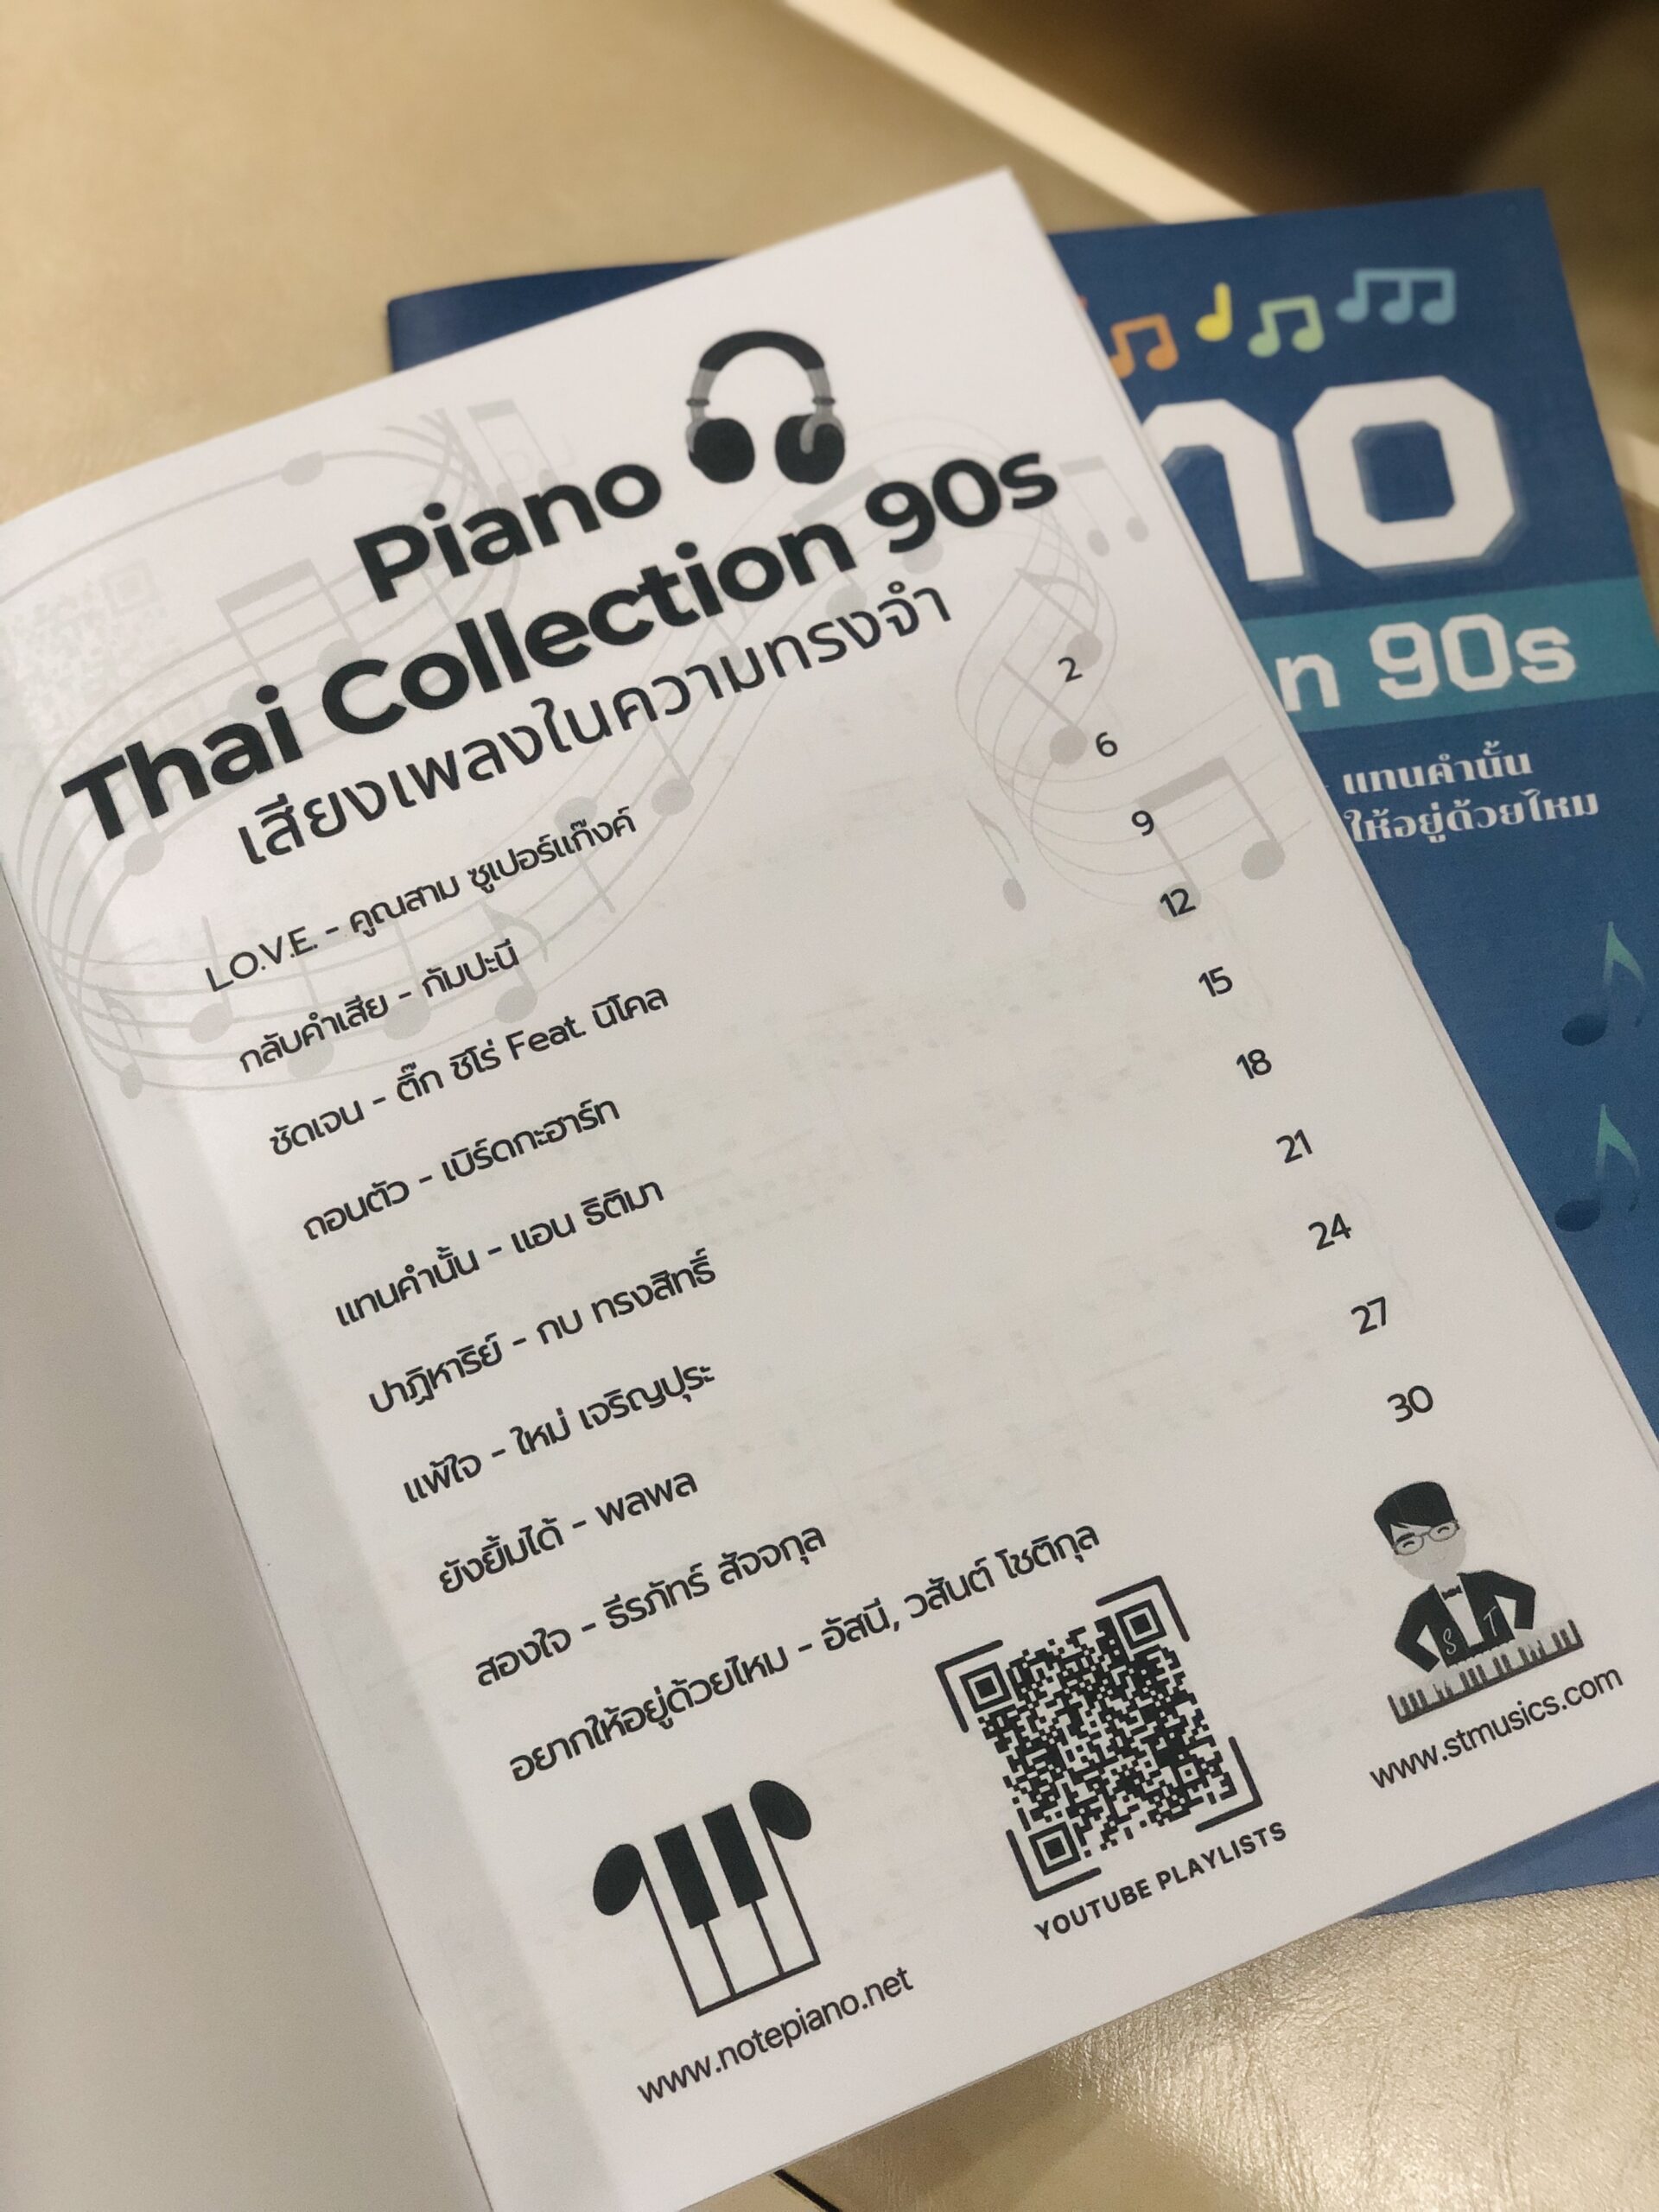 Piano
Thai Collection 90s
เสียงเพลงในความทรงจำ
L.O.V.E. - คูณสาม ซูเปอร์แก๊งค์ 2
กลับคำเสีย - กัมปะนี 6
ชัดเจน - ติ๊ก ชีโร่ Feat. นิโคล 9
ถอนตัว - เบิร์ดกะฮาร์ท 12
แทนคำนั้น - แอน ธิติมา 15
ปาฏิหาริย์ - กบ ทรงสิทธิ์ 18
แพ้ใจ - ใหม่ เจริญปุระ 21
ยังยิ้มได้ - พลพล 24
สองใจ - ธีรภัทร์ สัจจกุล 27
อยากให้อยู่ด้วยไหม - อัสนี, วสันต์ โชติกุล 30
www.notepiano.net
YOUTUBE PLAYLISTS
S T
www.stmusics.com
no
n 90s
- แทนคำนั้น
ให้อยู่ด้วยไหม